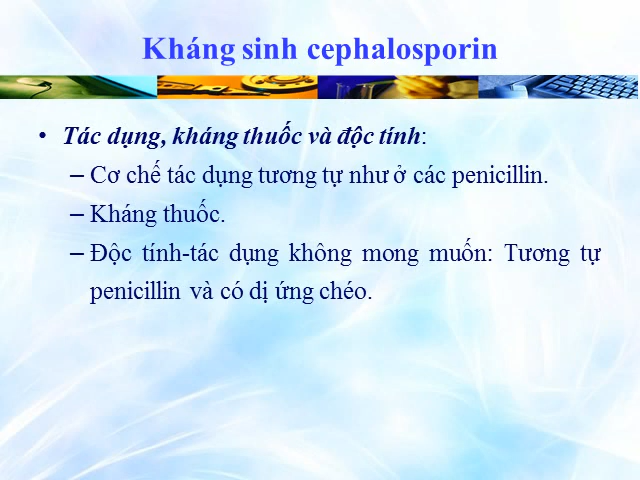 Kháng sinh cephalosporin
• Tác dụng, kháng thuốc và độc tính:
– Cơ chế tác dụng tương tự như ở các penicillin.
– Kháng thuốc.
– Độc tính-tác dụng không mong muốn: Tương tự
penicillin và có dị ứng chéo.